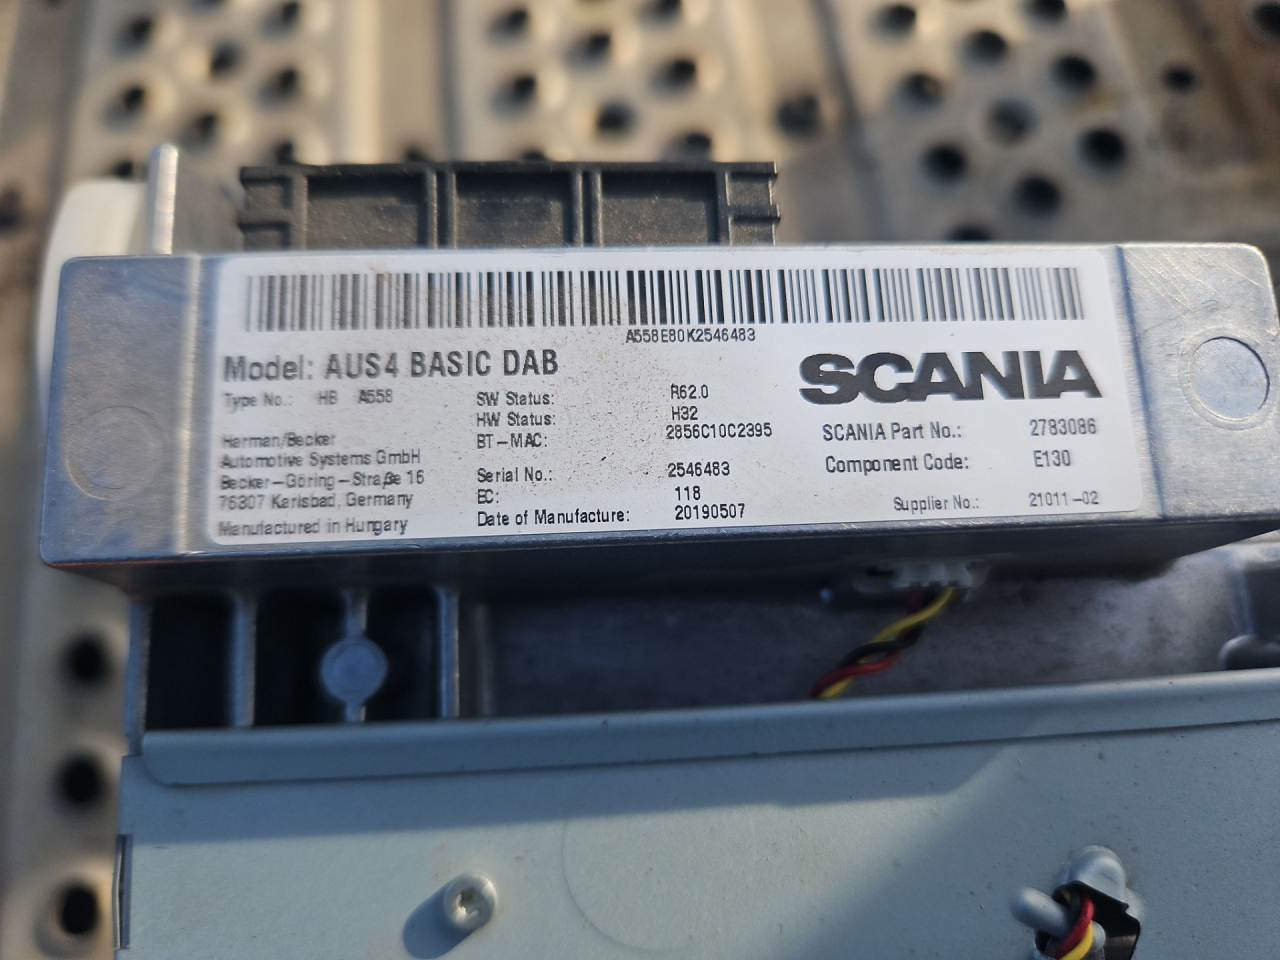 A558E80K2546483
Model: AUS4 BASIC DAB
SCANIA
Type No.: HB A558
SW Status: R62.0
HW Status: H32
BT-MAC: 2856C10C2395
Harman/Becker
Automotive Systems GmbH
Becker-Göring-Straße 16
76307 Karlsbad, Germany
Manufactured in Hungary
Serial No.: 2546483
EC: 118
Date of Manufacture: 20190507
SCANIA Part No.: 2783086
Component Code: E130
Supplier No.: 21011-02